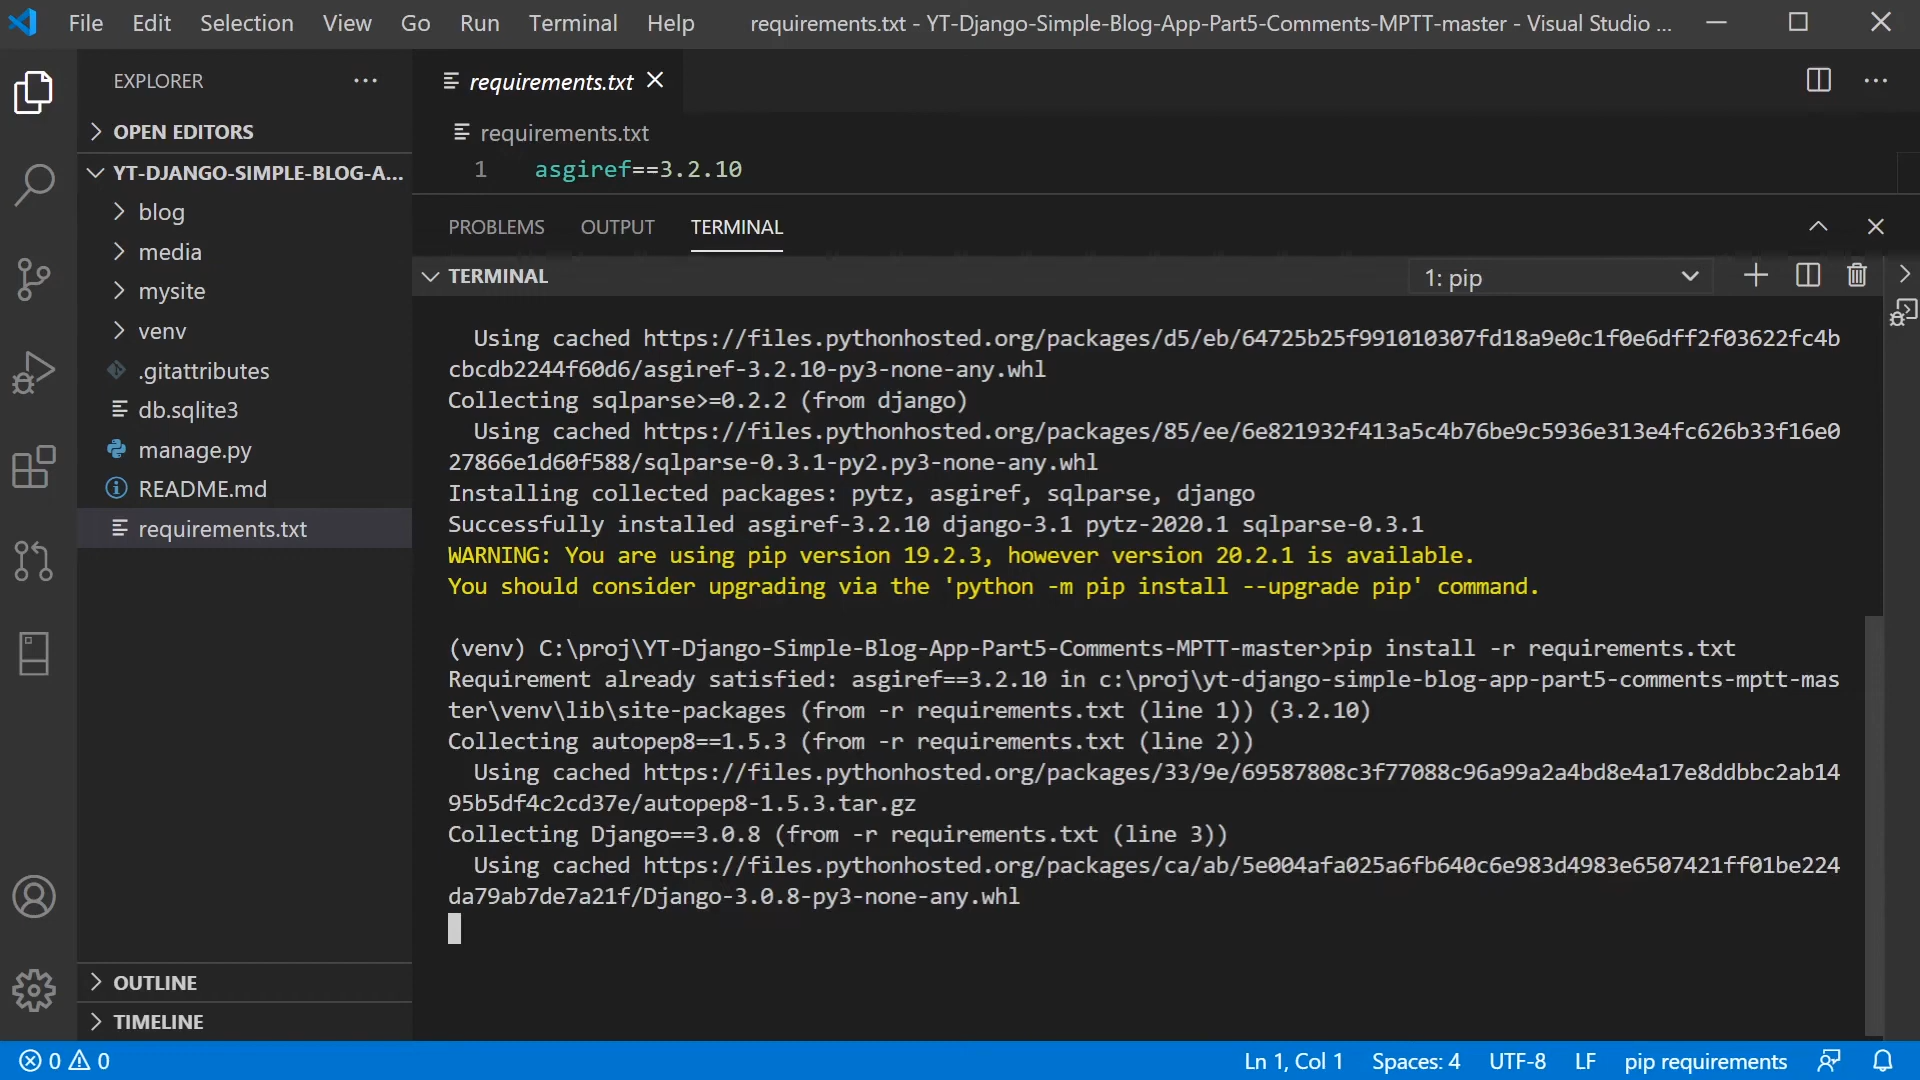 File Edit Selection View Go Run Terminal Help requirements.txt - YT-Django-Simple-Blog-App-Part5-Comments-MPTT-master - Visual Studio ...
EXPLORER
requirements.txt
OPEN EDITORS
requirements.txt
YT-DJANGO-SIMPLE-BLOG-A...
1 asgiref==3.2.10
blog
media
mysite
venv
.gitattributes
db.sqlite3
manage.py
README.md
requirements.txt
OUTLINE
TIMELINE
PROBLEMS OUTPUT TERMINAL
TERMINAL 1: pip
Using cached https://files.pythonhosted.org/packages/d5/eb/64725b25f991010307fd18a9e0c1f0e6dff2f03622fc4b
cbcdb2244f60d6/asgiref-3.2.10-py3-none-any.whl
Collecting sqlparse>=0.2.2 (from django)
Using cached https://files.pythonhosted.org/packages/85/ee/6e821932f413a5c4b76be9c5936e313e4fc626b33f16e0
27866e1d60f588/sqlparse-0.3.1-py2.py3-none-any.whl
Installing collected packages: pytz, asgiref, sqlparse, django
Successfully installed asgiref-3.2.10 django-3.1 pytz-2020.1 sqlparse-0.3.1
WARNING: You are using pip version 19.2.3, however version 20.2.1 is available.
You should consider upgrading via the 'python -m pip install --upgrade pip' command.
(venv) C:\proj\YT-Django-Simple-Blog-App-Part5-Comments-MPTT-master>pip install -r requirements.txt
Requirement already satisfied: asgiref==3.2.10 in c:\proj\yt-django-simple-blog-app-part5-comments-mptt-mas
ter\venv\lib\site-packages (from -r requirements.txt (line 1)) (3.2.10)
Collecting autopep8==1.5.3 (from -r requirements.txt (line 2))
Using cached https://files.pythonhosted.org/packages/33/9e/69587808c3f77088c96a99a2a4bd8e4a17e8ddbbc2ab14
95b5df4c2cd37e/autopep8-1.5.3.tar.gz
Collecting Django==3.0.8 (from -r requirements.txt (line 3))
Using cached https://files.pythonhosted.org/packages/ca/ab/5e004afa025a6fb640c6e983d4983e6507421ff01be224
da79ab7de7a21f/Django-3.0.8-py3-none-any.whl
0 0 Ln 1, Col 1 Spaces: 4 UTF-8 LF pip requirements